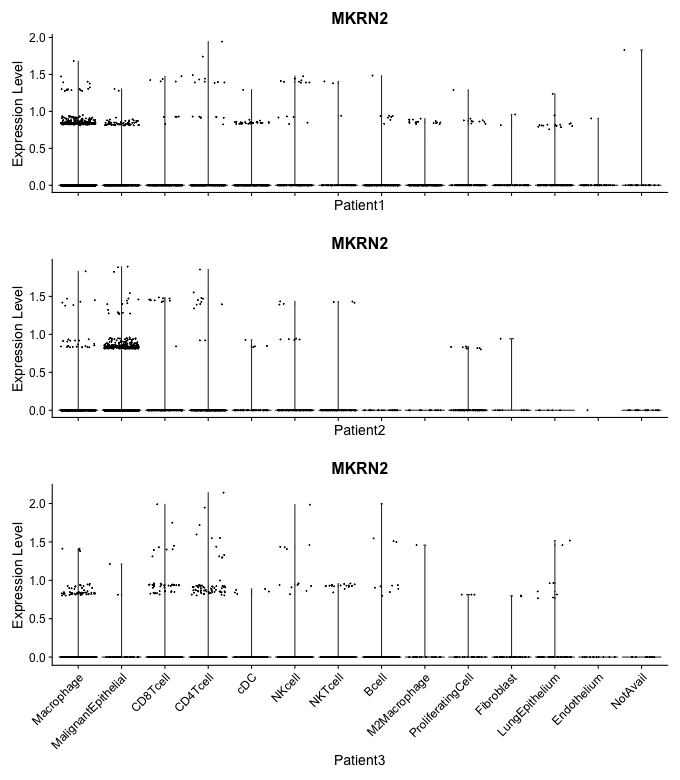 MKRN2
2.0
1.5
1.0
0.5
0.0
Expression Level
Patient1
MKRN2
1.5
1.0
0.5
0.0
Expression Level
Patient2
MKRN2
2.0
1.5
1.0
0.5
0.0
Expression Level
Macrophage
MalignantEpithelial
CD8Tcell
CD4Tcell
cDC
NKcell
NKTcell
Bcell
M2Macrophage
ProliferatingCell
Fibroblast
LungEpithelium
Endothelium
NotAvail
Patient3